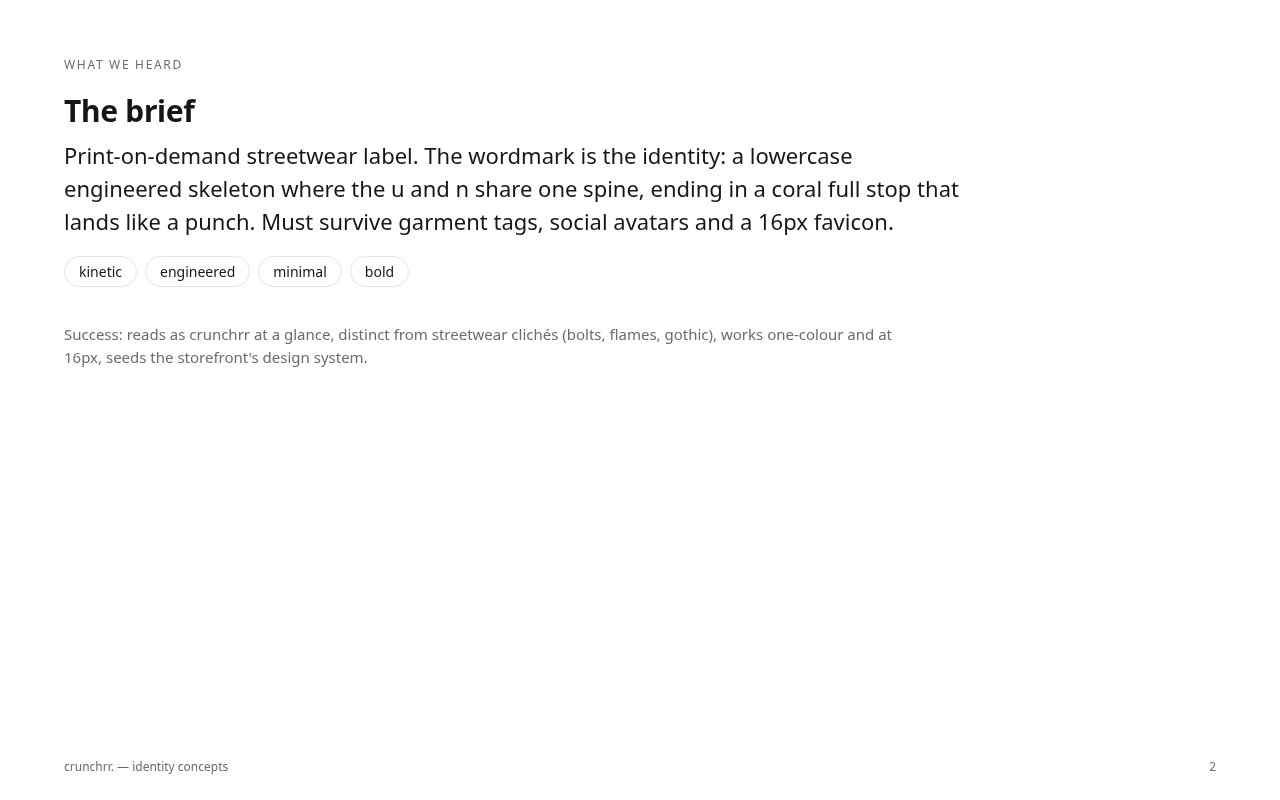 WHAT WE HEARD
The brief
Print-on-demand streetwear label. The wordmark is the identity: a lowercase
engineered skeleton where the u and n share one spine, ending in a coral full stop that
lands like a punch. Must survive garment tags, social avatars and a 16px favicon.
kinetic engineered minimal bold
Success: reads as crunchrr at a glance, distinct from streetwear clichés (bolts, flames, gothic), works one-colour and at
16px, seeds the storefront's design system.
crunchrr. — identity concepts 2